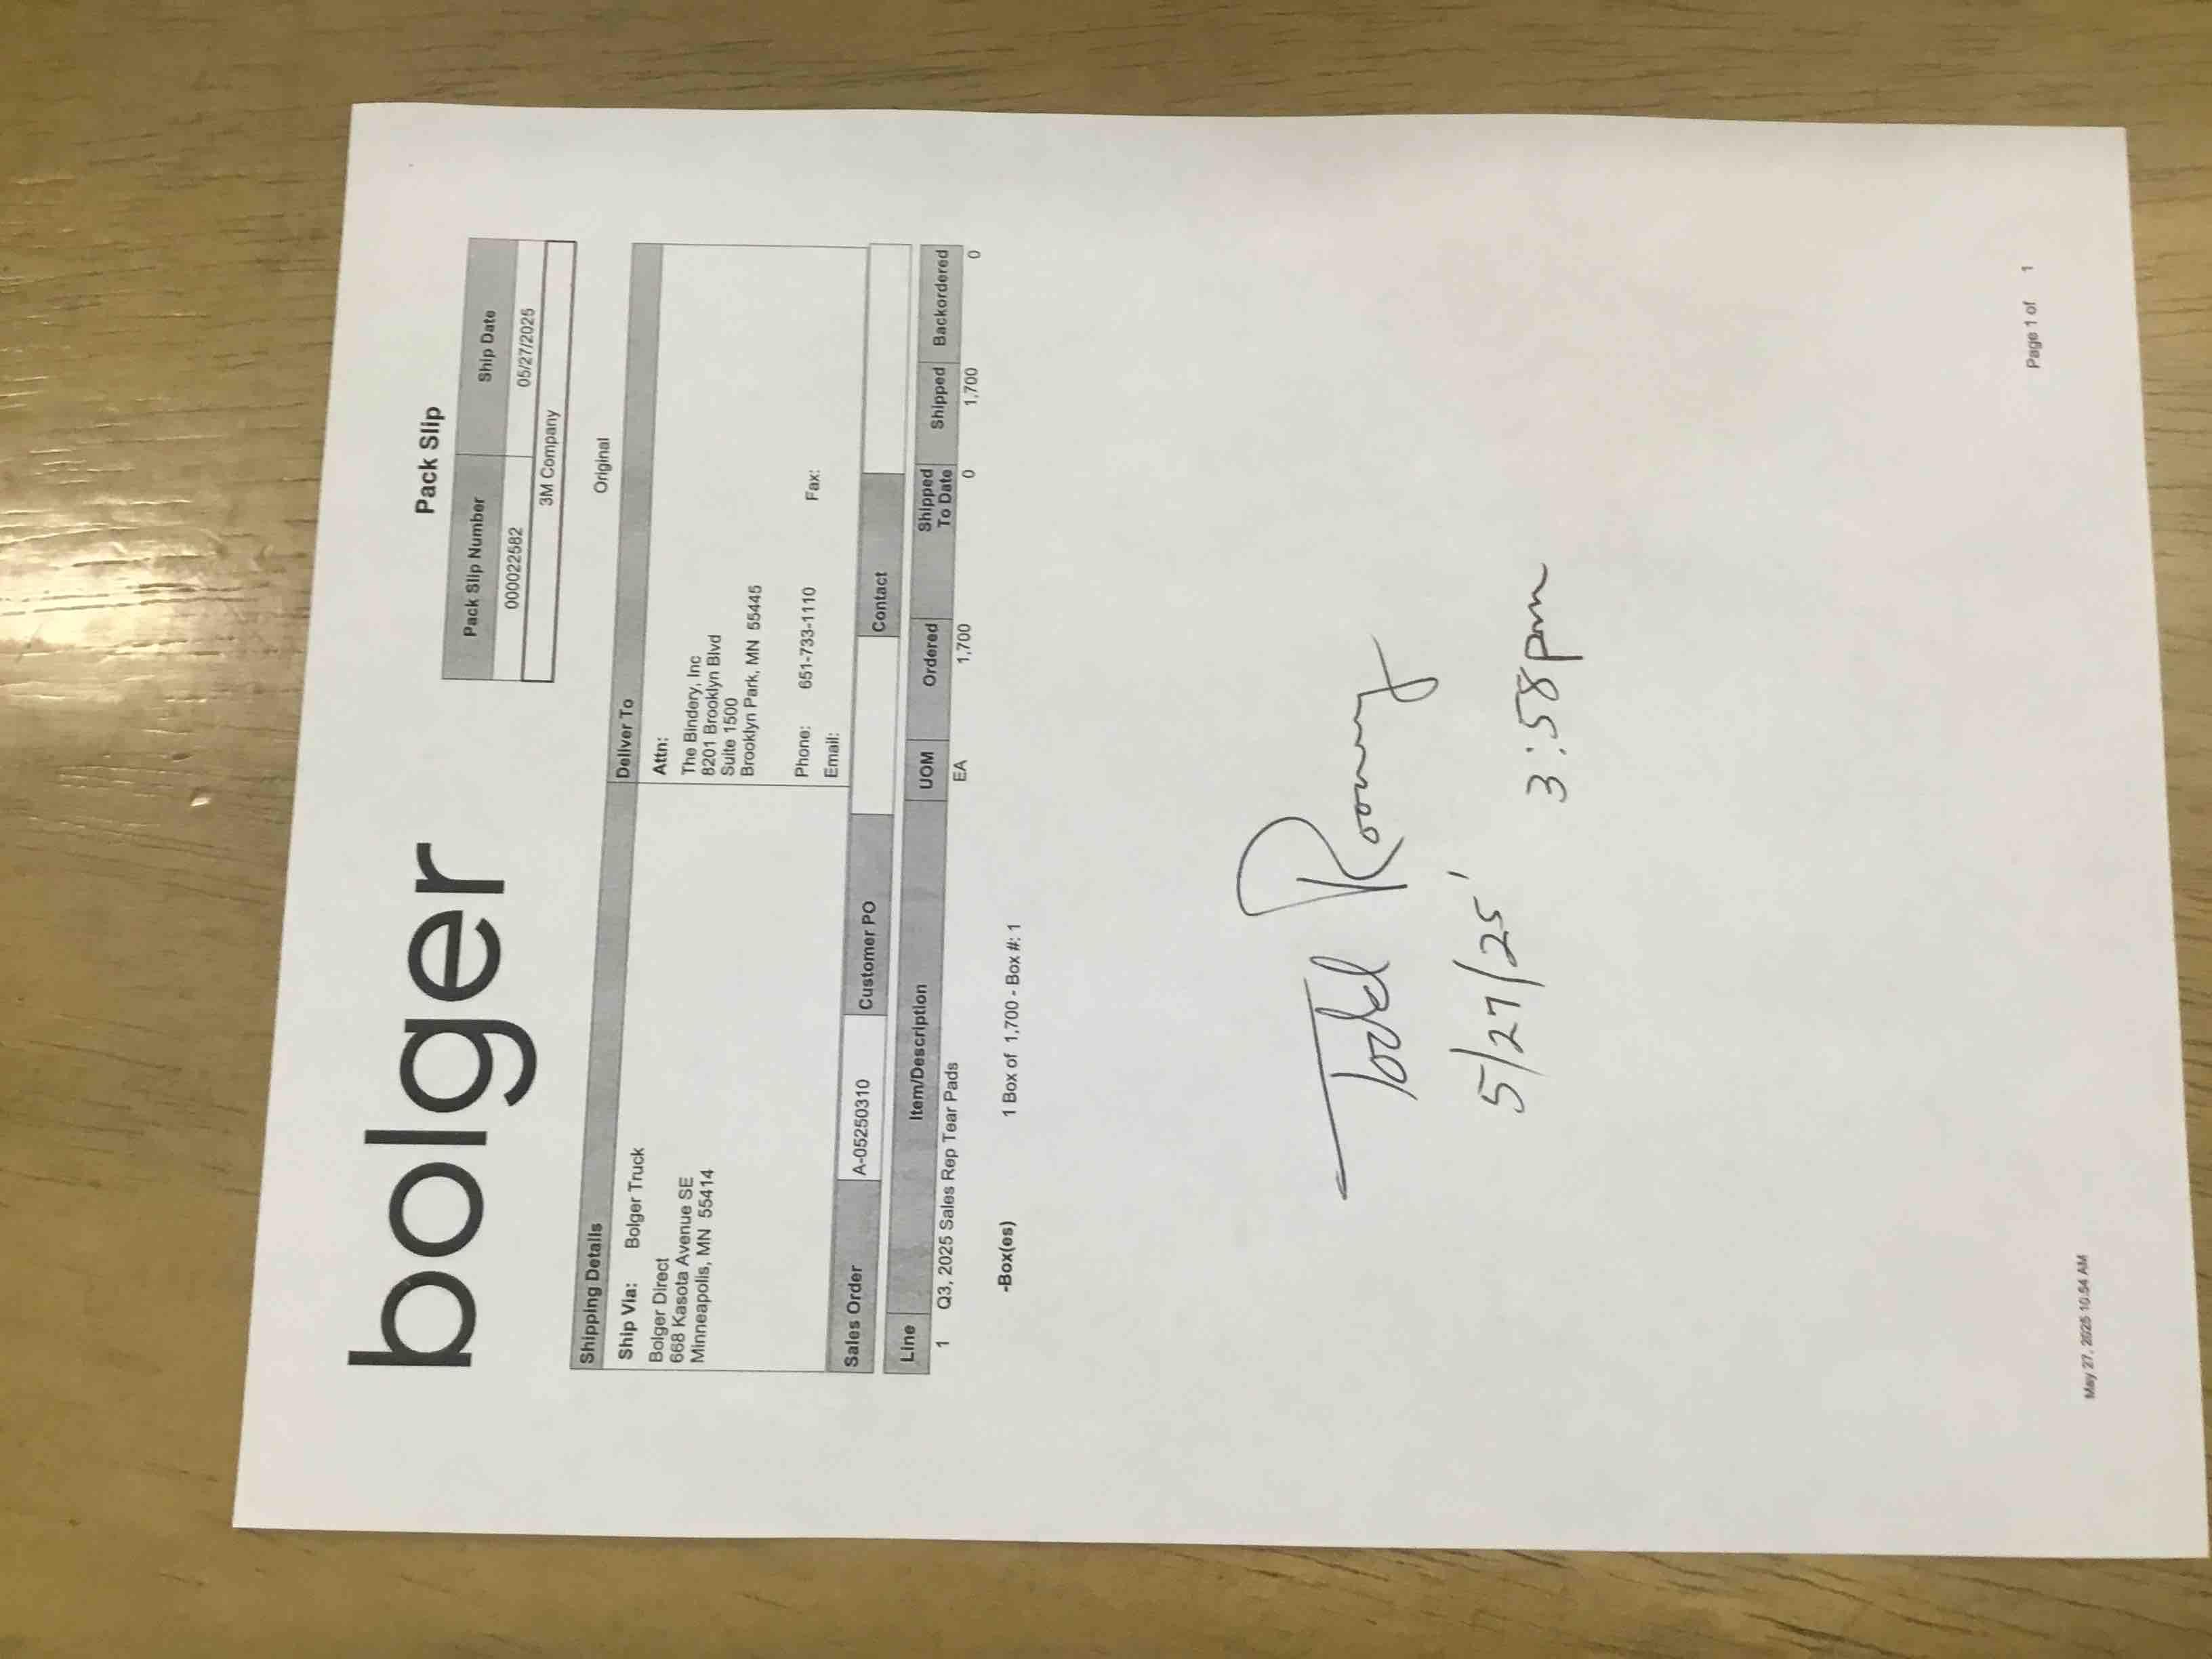 bolger
Pack Slip
Pack Slip Number Ship Date
000022582 05/27/2025
3M Company
Original
Shipping Details Deliver To
Ship Via: Bolger Truck
Bolger Direct
668 Kasota Avenue SE
Minneapolis, MN 55414
Attn:
The Bindery, Inc
8201 Brooklyn Blvd
Suite 1500
Brooklyn Park, MN 55445
Phone: 651-733-1110 Fax:
Email:
Sales Order A-05250310 Customer PO Contact
Line Item/Description UOM Ordered Shipped To Date Shipped Backordered
1 Q3, 2025 Sales Rep Tear Pads EA 1,700 0 1,700 0
-Box(es) 1 Box of 1,700 - Box #: 1
Todd Rooney
5/27/25 3:58pm
May 27, 2025 10:54 AM Page 1 of 1